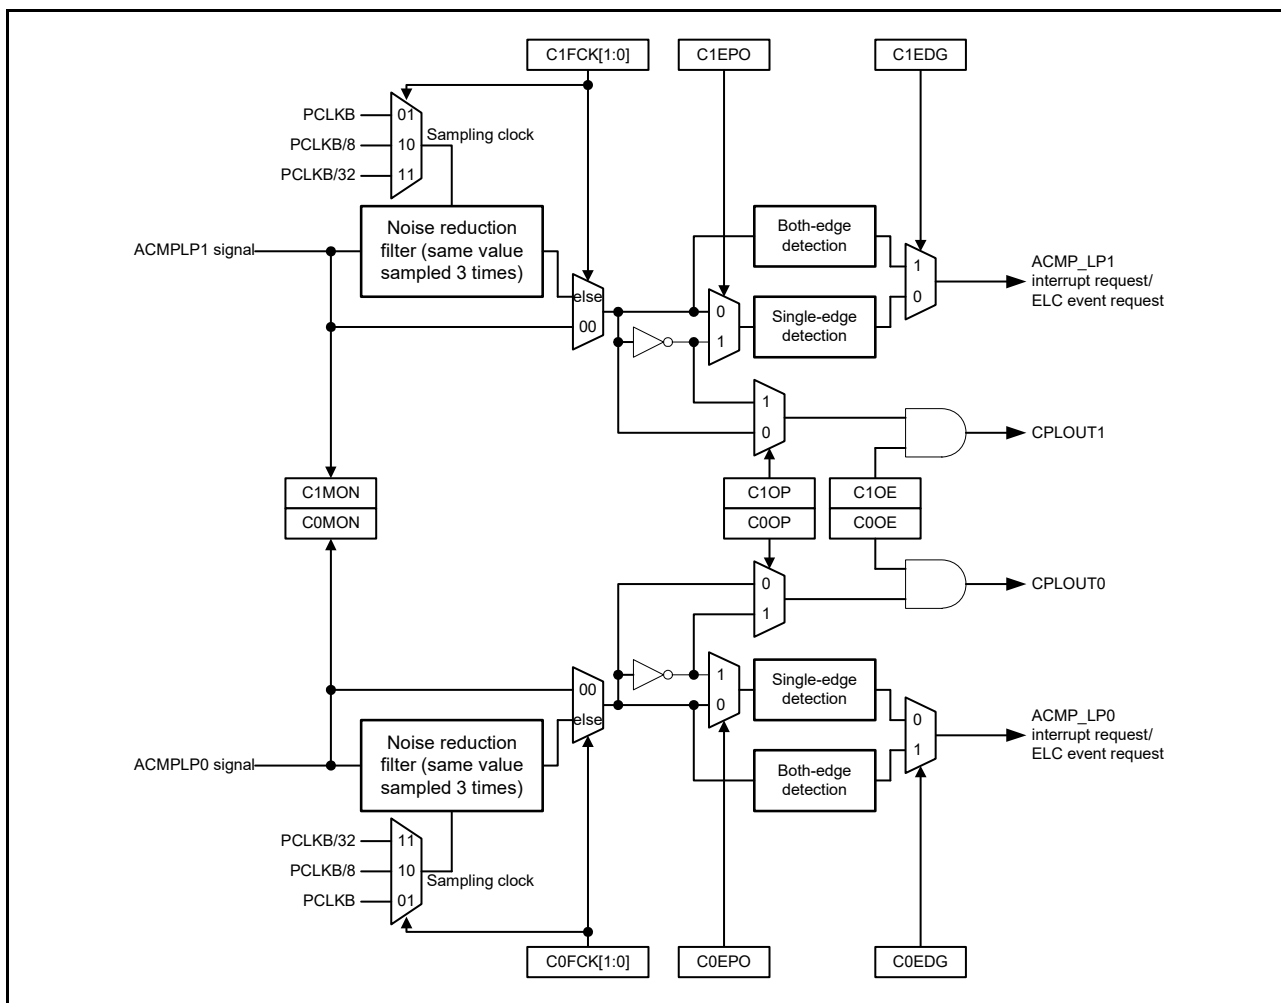 C1FCK[1:0]
C1EPO
C1EDG
PCLKB
01
PCLKB/8
10
Sampling clock
PCLKB/32
11
ACMPLP1 signal
Noise reduction
filter (same value
sampled 3 times)
else
00
Both-edge
detection
0
1
Single-edge
detection
1
0
ACMP_LP1
interrupt request/
ELC event request
1
0
CPLOUT1
C1MON
C0MON
C1OP
C0OP
C1OE
C0OE
0
1
CPLOUT0
00
else
1
0
Single-edge
detection
Both-edge
detection
0
1
ACMP_LP0
interrupt request/
ELC event request
ACMPLP0 signal
Noise reduction
filter (same value
sampled 3 times)
PCLKB/32
11
PCLKB/8
10
Sampling clock
PCLKB
01
C0FCK[1:0]
C0EPO
C0EDG